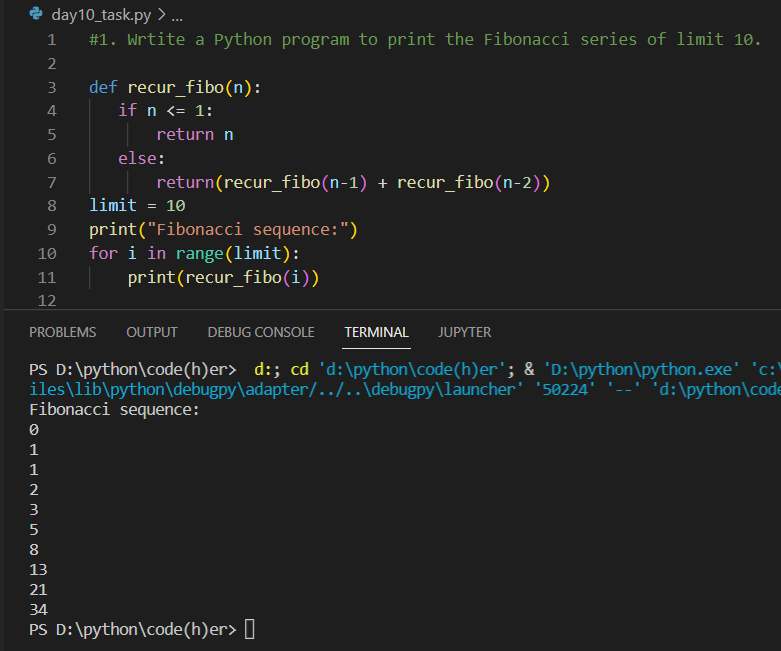 day10_task.py > ...
1 #1. Wrtite a Python program to print the Fibonacci series of limit 10.
2
3 def recur_fibo(n):
4    if n <= 1:
5        return n
6    else:
7        return(recur_fibo(n-1) + recur_fibo(n-2))
8 limit = 10
9 print("Fibonacci sequence:")
10 for i in range(limit):
11     print(recur_fibo(i))
12
PROBLEMS OUTPUT DEBUG CONSOLE TERMINAL JUPYTER
PS D:\python\code(h)er>  d:; cd 'd:\python\code(h)er'; & 'D:\python\python.exe' 'c:\
iles\lib\python\debugpy\adapter/../..\debugpy\launcher' '50224' '--' 'd:\python\code
Fibonacci sequence:
0
1
1
2
3
5
8
13
21
34
PS D:\python\code(h)er>